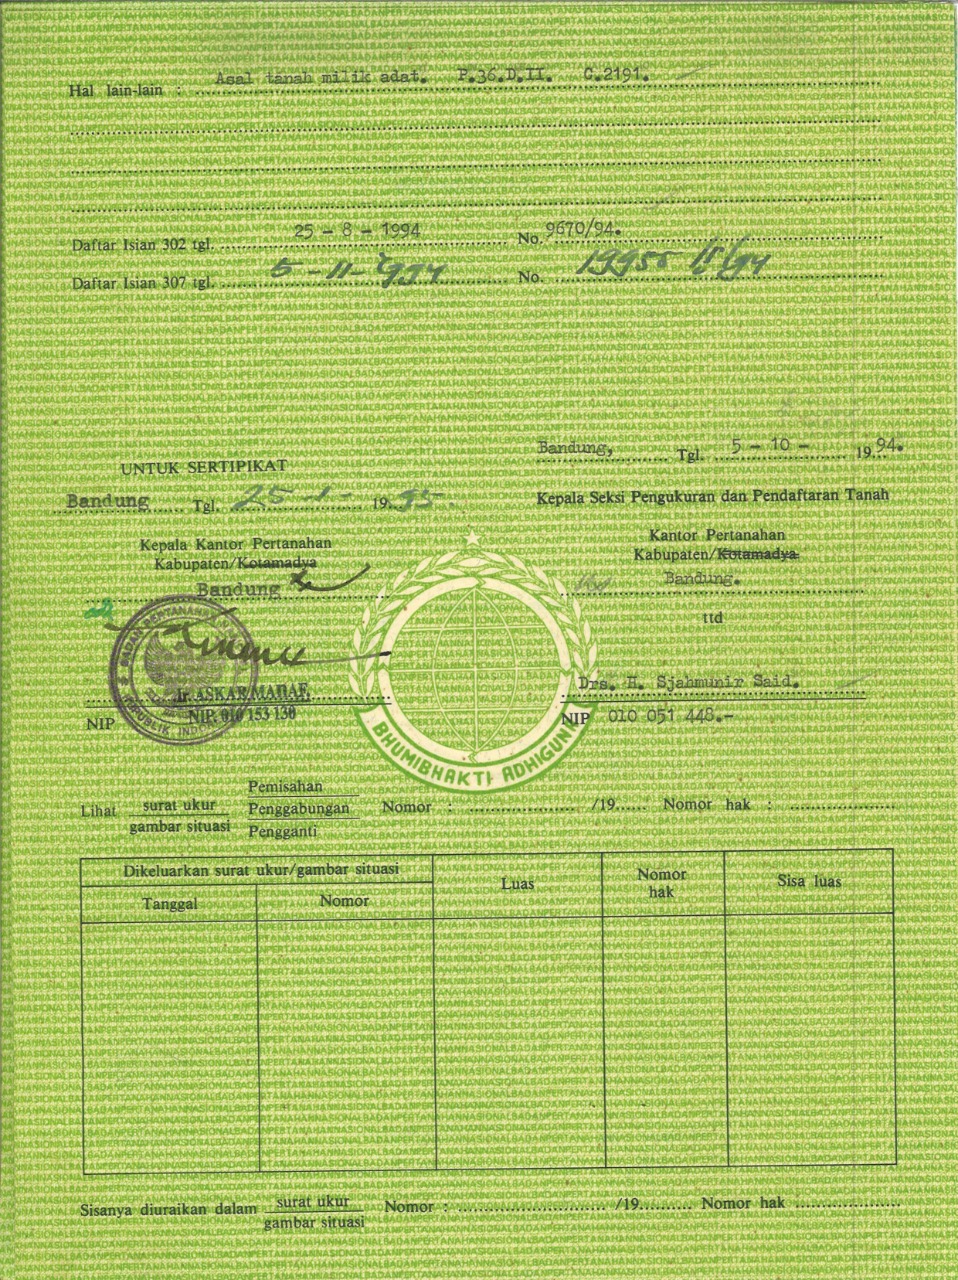 Asal tanah milik adat. P.36.D.II. C.2191.
Hal lain-lain :
Daftar Isian 302 tgl. 25 - 8 - 1994 No. 9670/94.
Daftar Isian 307 tgl. 5-11-1994 No.
UNTUK SERTIPIKAT
Bandung Tgl. 25-1- 1995.
Kepala Kantor Pertanahan
Kabupaten/Kotamadya
Bandung
Ir. ASKAR MADAF.
NIP NIP. 010 153 130
Bandung, Tgl. 5 - 10 - 1994.
Kepala Seksi Pengukuran dan Pendaftaran Tanah
Kantor Pertanahan
Kabupaten/Kotamadya.
Bandung.
ttd
Drs. H. Sjahmunir Said.
NIP 010 051 448.-
BADAN PERTANAHAN
REPUBLIK INDONESIA
BHUMIBHAKTI ADHIGUNA
Lihat surat ukur Pemisahan
gambar situasi Penggabungan Nomor : /19 Nomor hak :
Pengganti
Dikeluarkan surat ukur/gambar situasi Luas Nomor hak Sisa luas
Tanggal Nomor
Sisanya diuraikan dalam surat ukur Nomor : /19 Nomor hak
gambar situasi